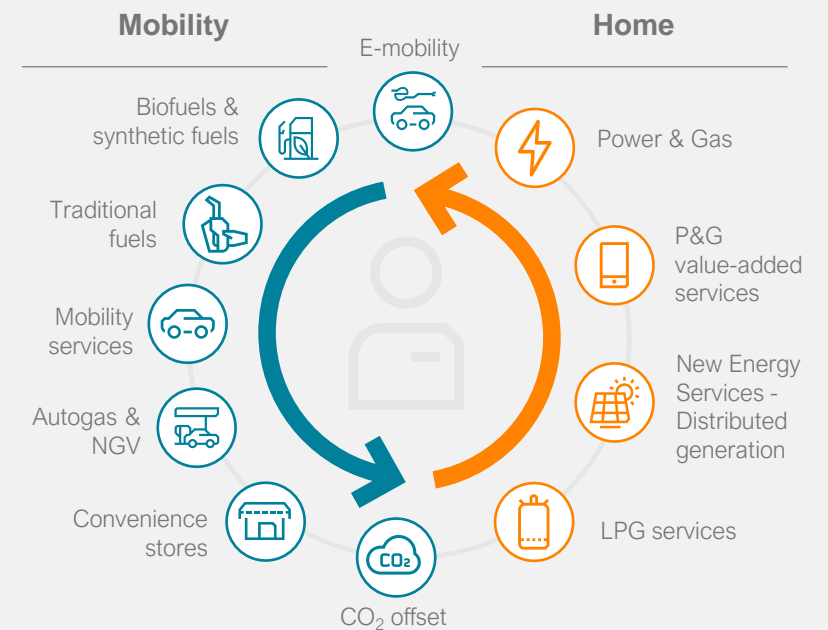 Mobility
Home
E-mobility
Biofuels &
synthetic fuels
Power & Gas
Traditional
fuels
P&G
value-added
services
Mobility
services
New Energy
Services -
Distributed
generation
Autogas &
NGV
Convenience
stores
LPG services
CO₂
CO₂ offset